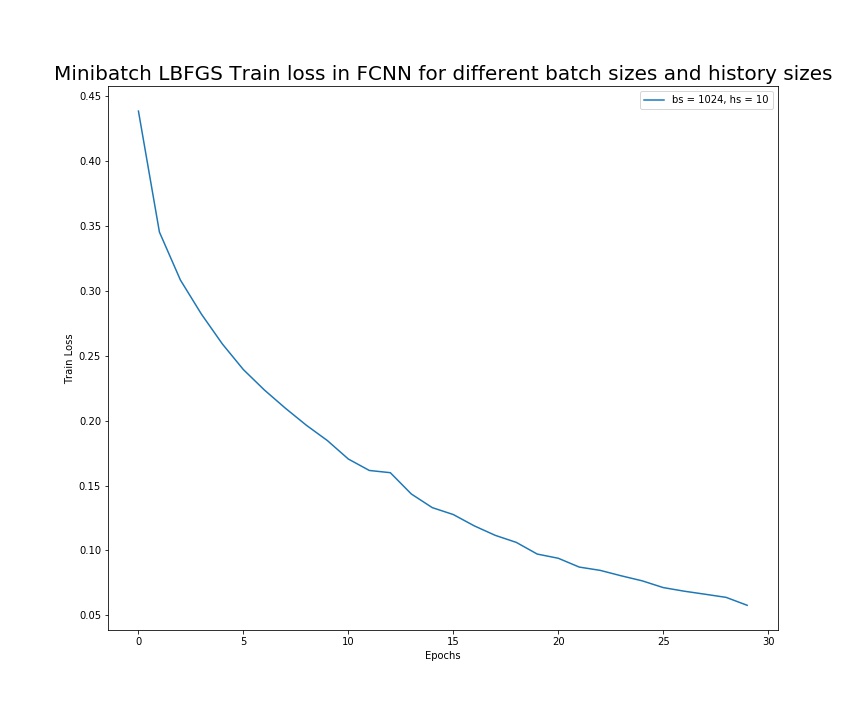 Minibatch LBFGS Train loss in FCNN for different batch sizes and history sizes
bs = 1024, hs = 10
0.45
0.40
0.35
0.30
0.25
0.20
0.15
0.10
0.05
Train Loss
0 5 10 15 20 25 30
Epochs